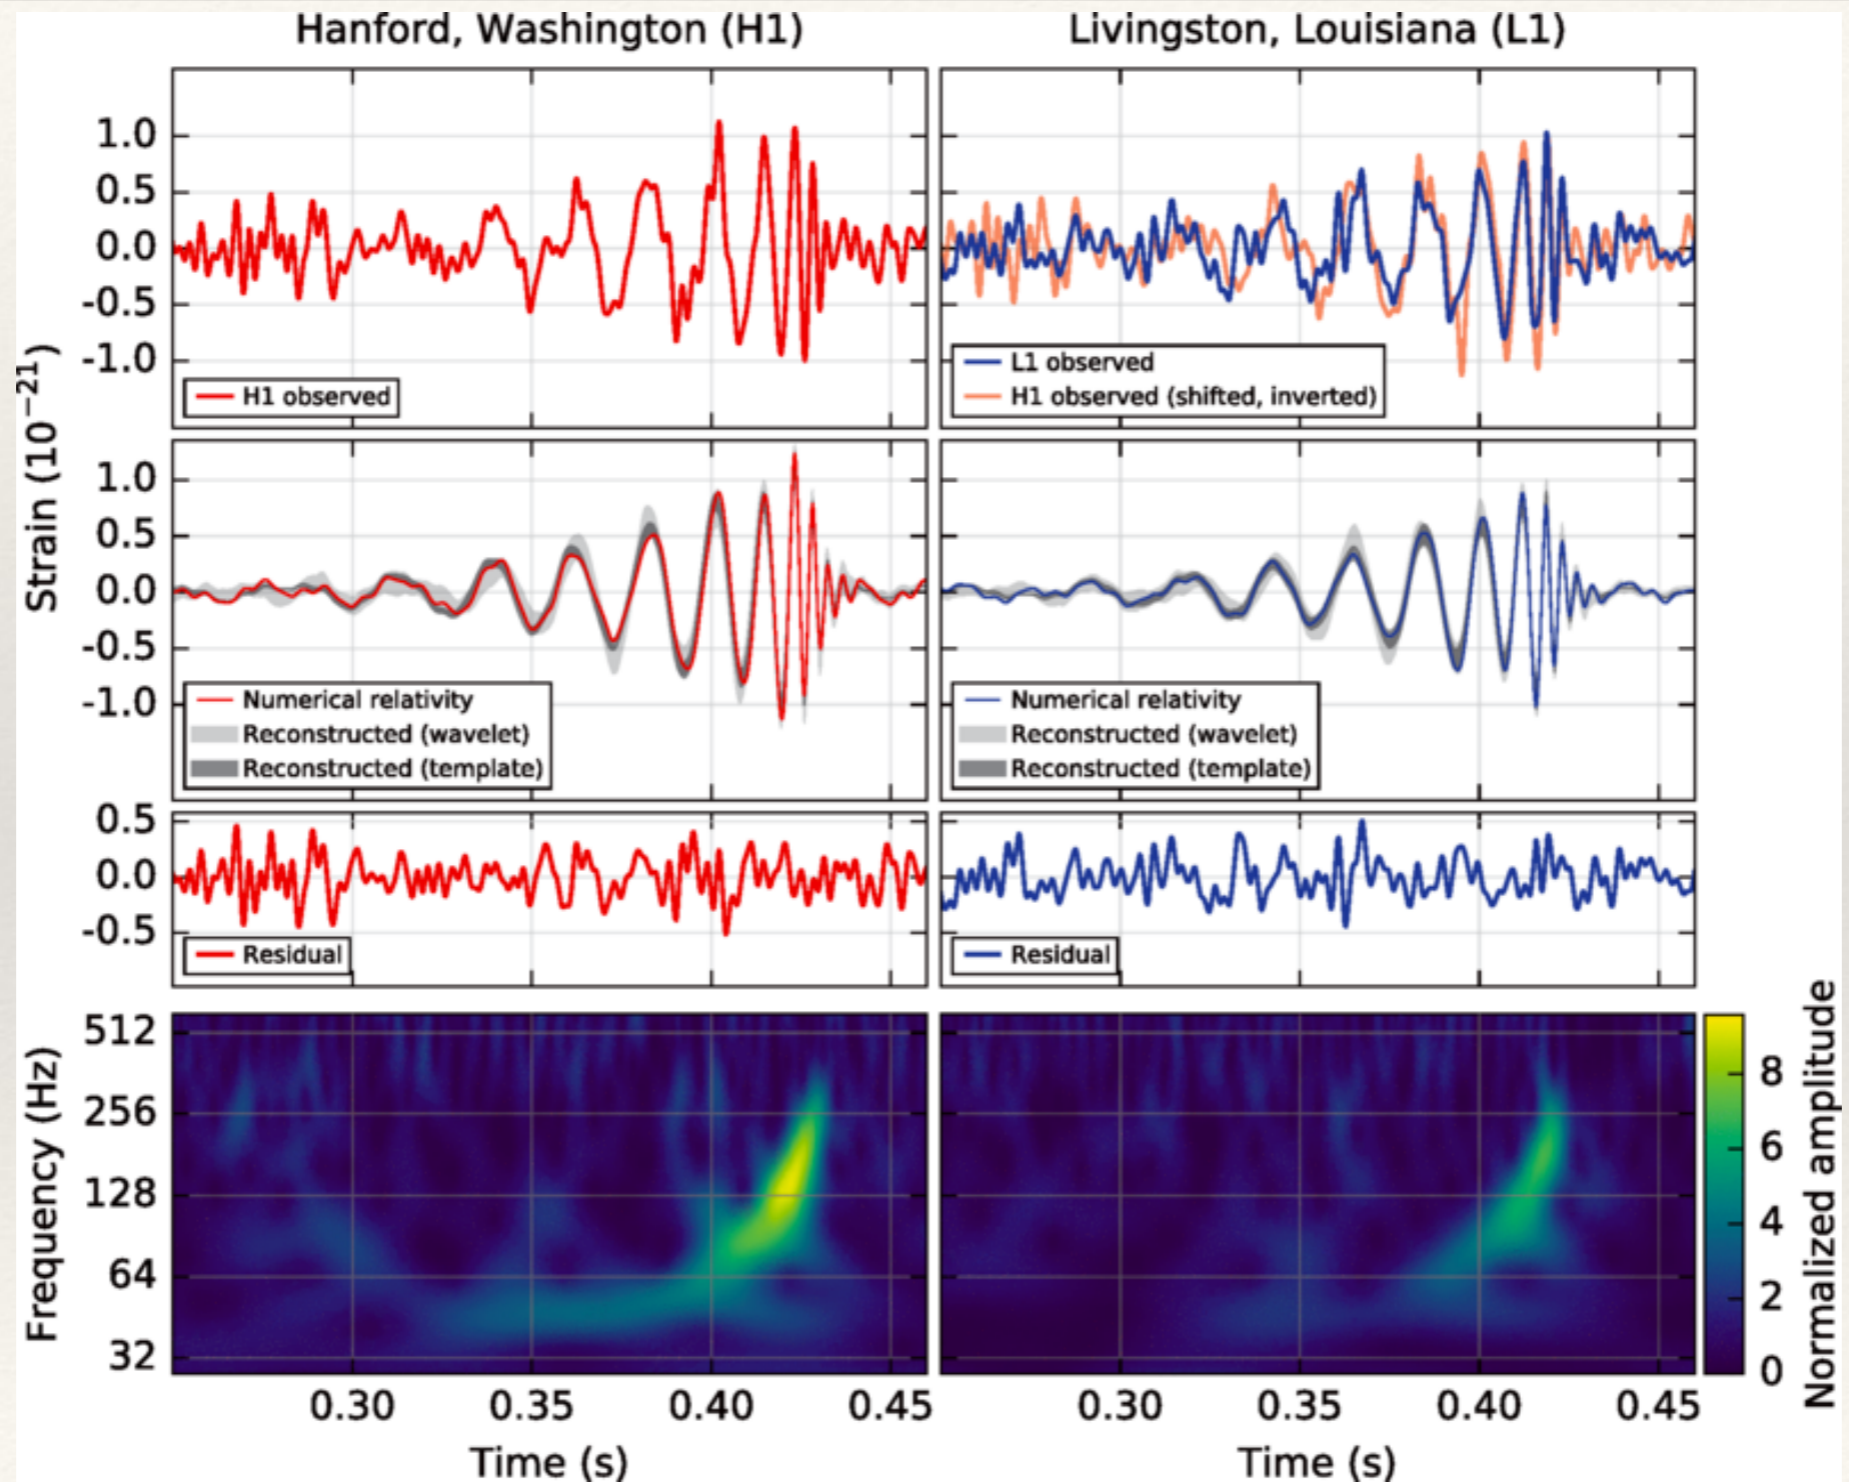 Hanford, Washington (H1)
Livingston, Louisiana (L1)
Strain (10−21)
1.0
0.5
0.0
-0.5
-1.0
H1 observed
L1 observed
H1 observed (shifted, inverted)
1.0
0.5
0.0
-0.5
-1.0
Numerical relativity
Reconstructed (wavelet)
Reconstructed (template)
Numerical relativity
Reconstructed (wavelet)
Reconstructed (template)
0.5
0.0
-0.5
Residual
Residual
Frequency (Hz)
512
256
128
64
32
0.30 0.35 0.40 0.45
Time (s)
0.30 0.35 0.40 0.45
Time (s)
8
6
4
2
0
Normalized amplitude